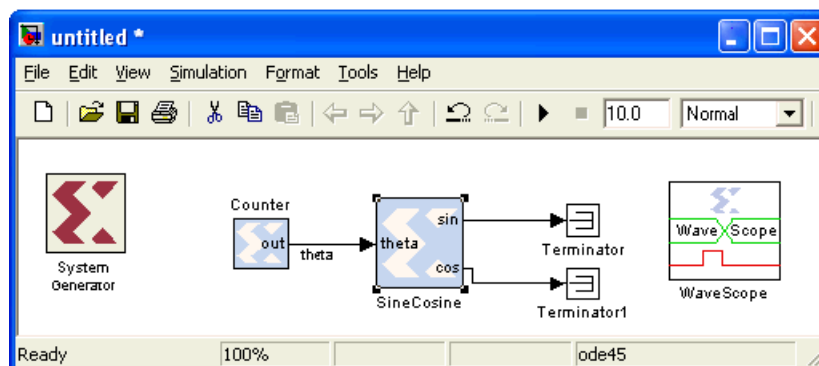 untitled *
File Edit View Simulation Format Tools Help
10.0 Normal
Counter
out
theta
theta
sin
cos
SineCosine
Terminator
Terminator1
System
Generator
Wave Scope
WaveScope
Ready 100% ode45